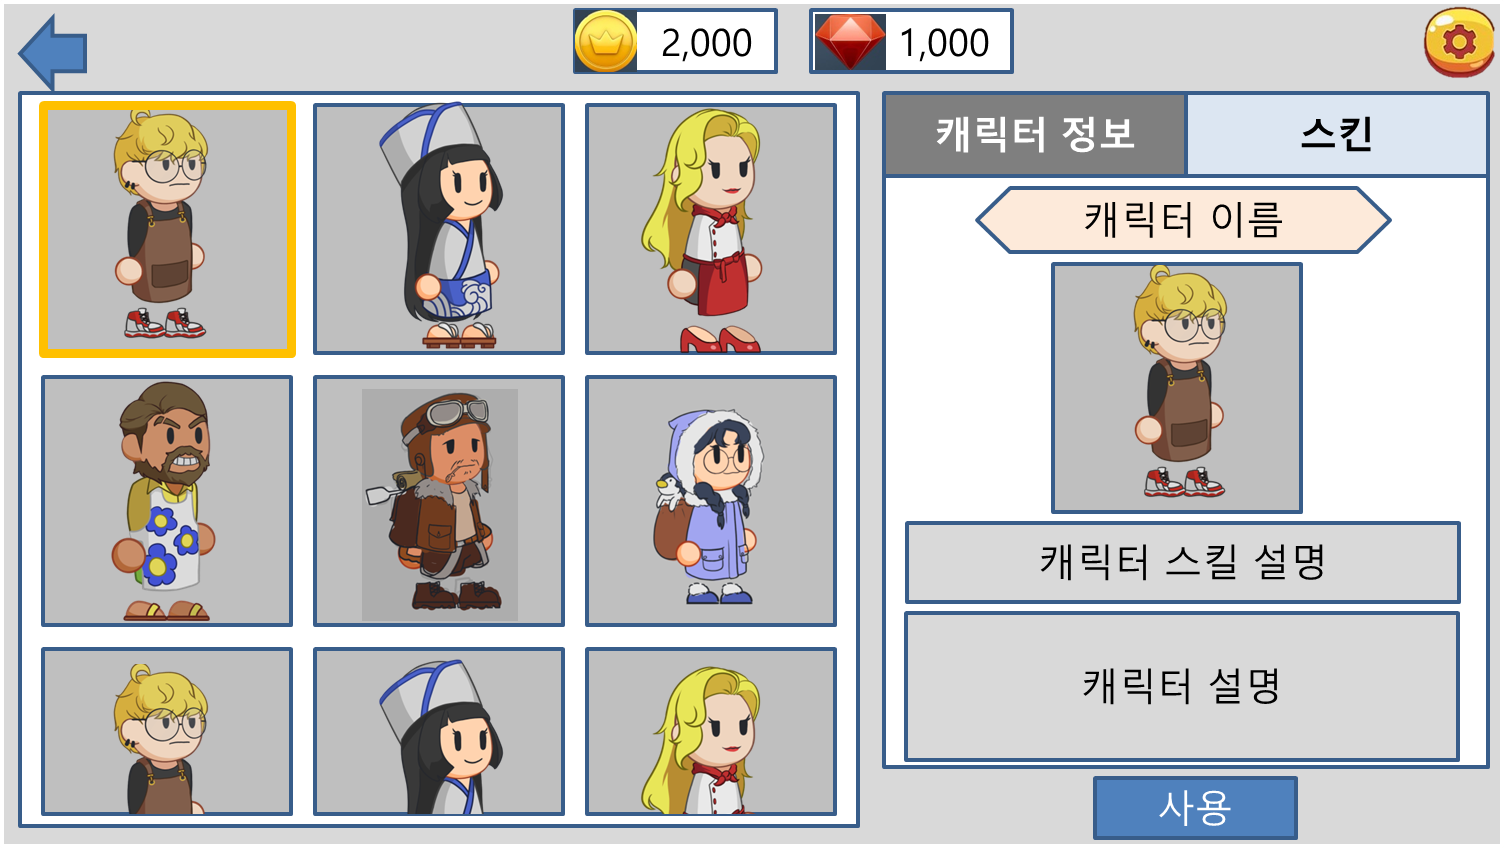 2,000
1,000
캐릭터 정보
스킨
캐릭터 이름
캐릭터 스킬 설명
캐릭터 설명
사용